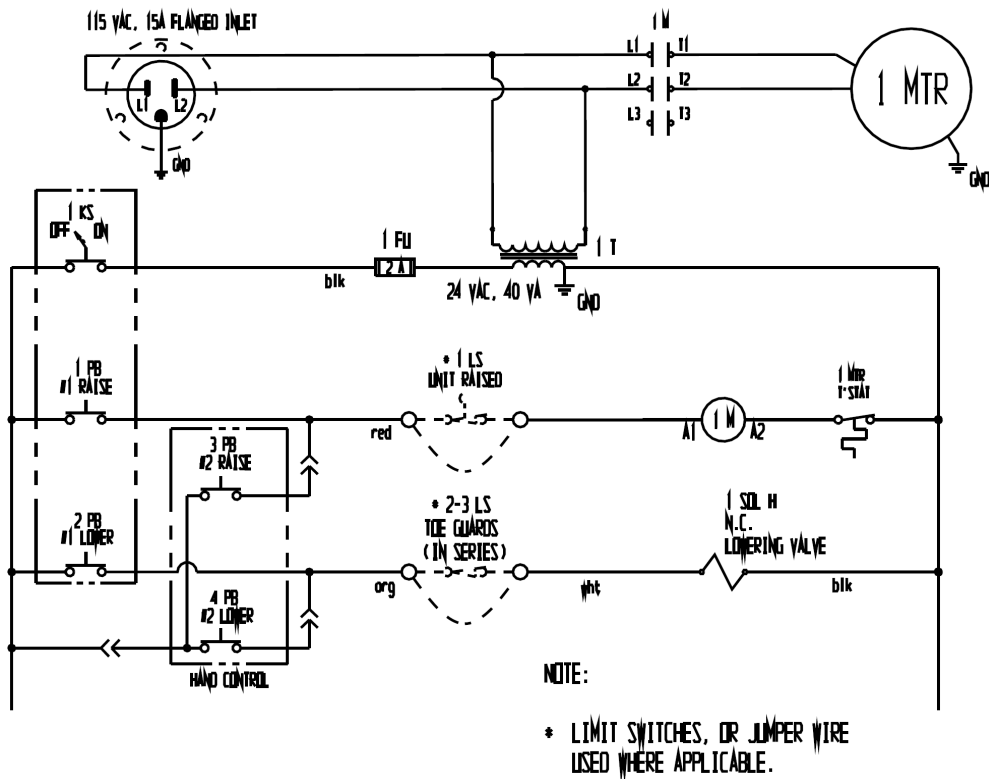 115 VAC, 15A FLANGED INLET
1 M
L1 T1
L2 T2
L3 T3
1 MTR
L1 L2
GND
GND
1 KS
OFF ON
1 FU
2 A
1 T
blk
24 VAC, 40 VA
GND
1 PB
#1 RAISE
* 1 LS
UNIT RAISED
1 MTR
T'STAT
red
A1
1 M
A2
3 PB
#2 RAISE
2 PB
#1 LOWER
* 2-3 LS
TOE GUARDS
(IN SERIES)
1 SOL H
N.C.
LOWERING VALVE
org
wht
blk
4 PB
#2 LOWER
HAND CONTROL
NOTE:
* LIMIT SWITCHES, OR JUMPER WIRE
USED WHERE APPLICABLE.